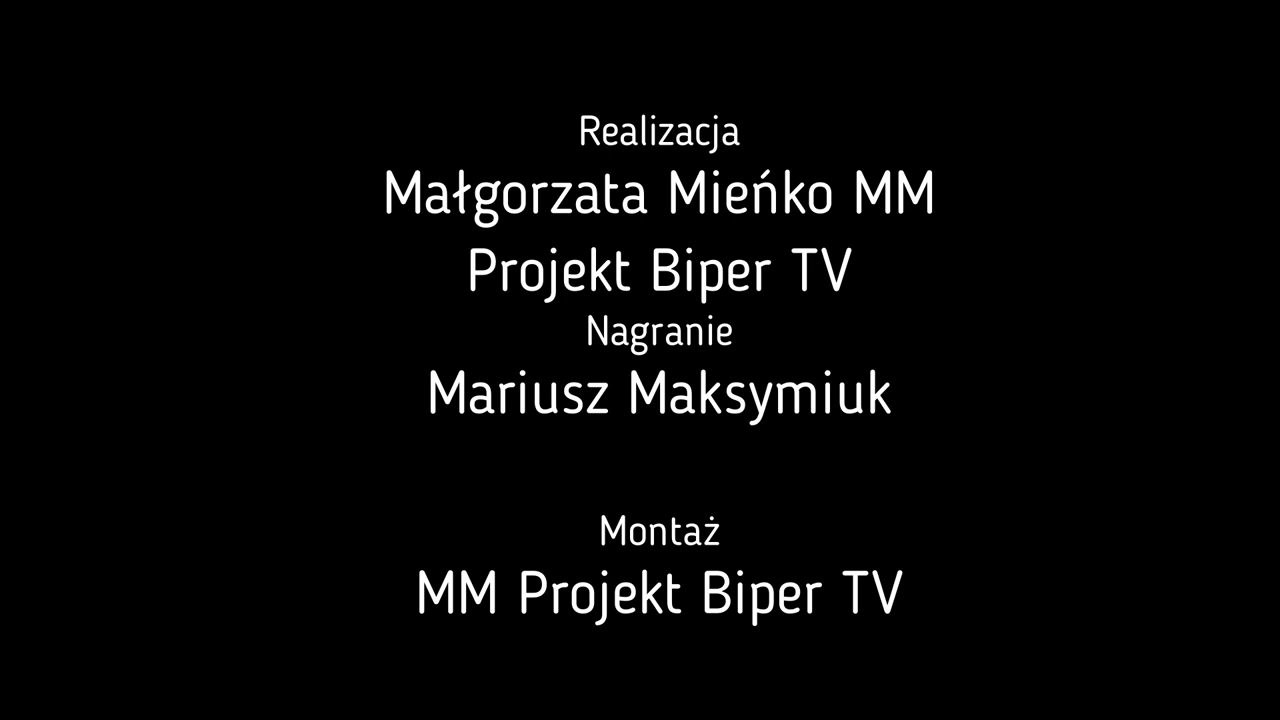 Realizacja
Małgorzata Mieńko MM
Projekt Biper TV
Nagranie
Mariusz Maksymiuk
Montaż
MM Projekt Biper TV